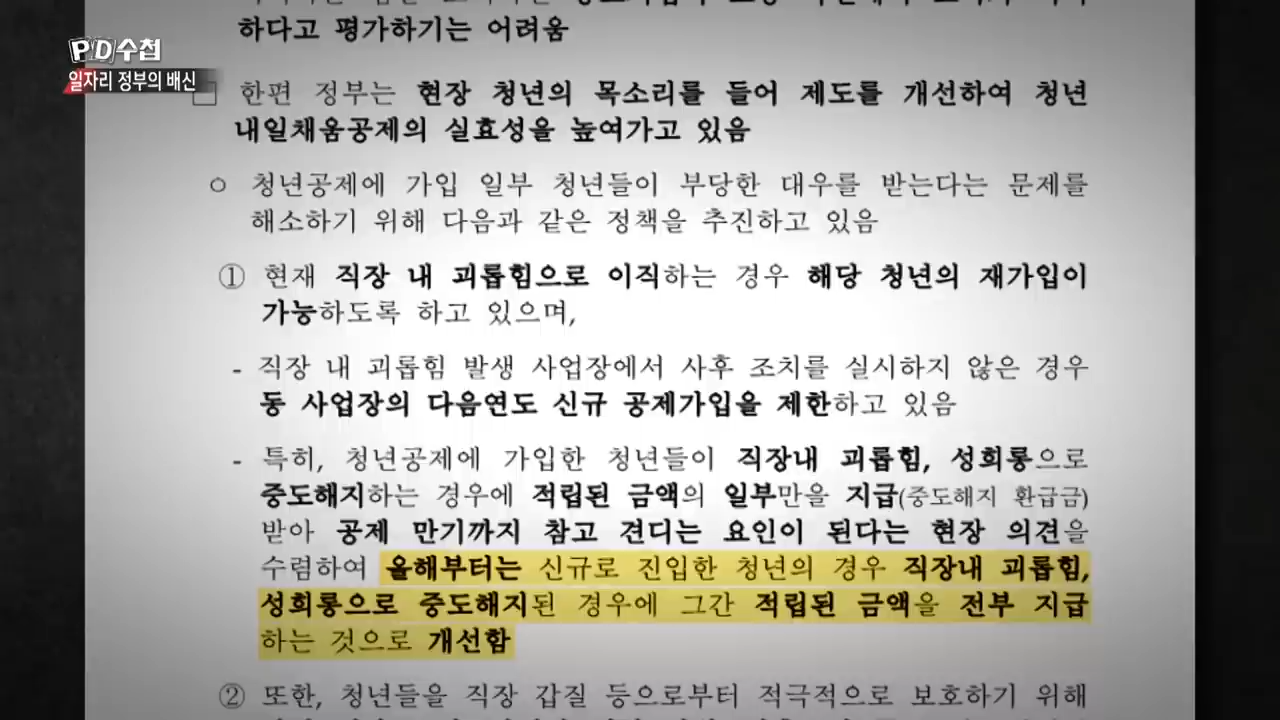 PD수첩
일자리 정부의 배신
하다고 평가하기는 어려움
□ 한편 정부는 현장 청년의 목소리를 들어 제도를 개선하여 청년
내일채움공제의 실효성을 높여가고 있음
○ 청년공제에 가입 일부 청년들이 부당한 대우를 받는다는 문제를
해소하기 위해 다음과 같은 정책을 추진하고 있음
① 현재 직장 내 괴롭힘으로 이직하는 경우 해당 청년의 재가입이
가능하도록 하고 있으며,
- 직장 내 괴롭힘 발생 사업장에서 사후 조치를 실시하지 않은 경우
동 사업장의 다음연도 신규 공제가입을 제한하고 있음
- 특히, 청년공제에 가입한 청년들이 직장내 괴롭힘, 성희롱으로
중도해지하는 경우에 적립된 금액의 일부만을 지급(중도해지 환급금)
받아 공제 만기까지 참고 견디는 요인이 된다는 현장 의견을
수렴하여 올해부터는 신규로 진입한 청년의 경우 직장내 괴롭힘,
성희롱으로 중도해지된 경우에 그간 적립된 금액을 전부 지급
하는 것으로 개선함
② 또한, 청년들을 직장 갑질 등으로부터 적극적으로 보호하기 위해